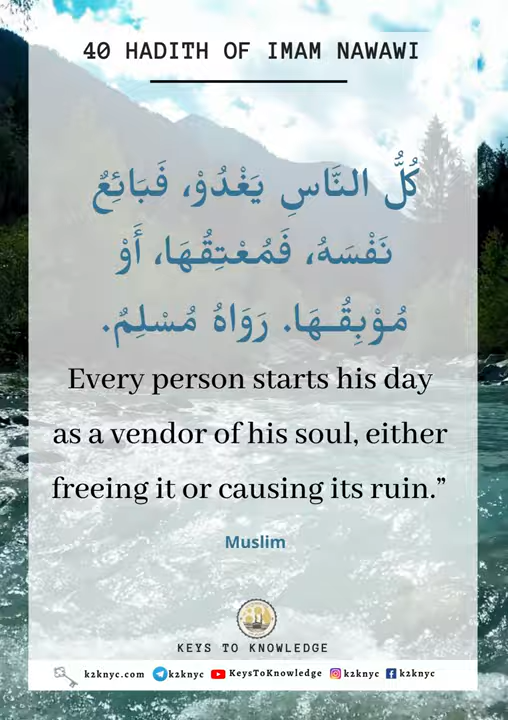 40 HADITH OF IMAM NAWAWI
كُلُّ النَّاسِ يَغْدُوْ، فَبَائِعٌ
نَفْسَهُ، فَمُعْتِقُهَا، أَوْ
مُوْبِقُهَا. رَوَاهُ مُسْلِمٌ.
Every person starts his day
as a vendor of his soul, either
freeing it or causing its ruin.”
Muslim
KEYS TO KNOWLEDGE
k2knyc.com k2knyc KeysToKnowledge k2knyc k2knyc